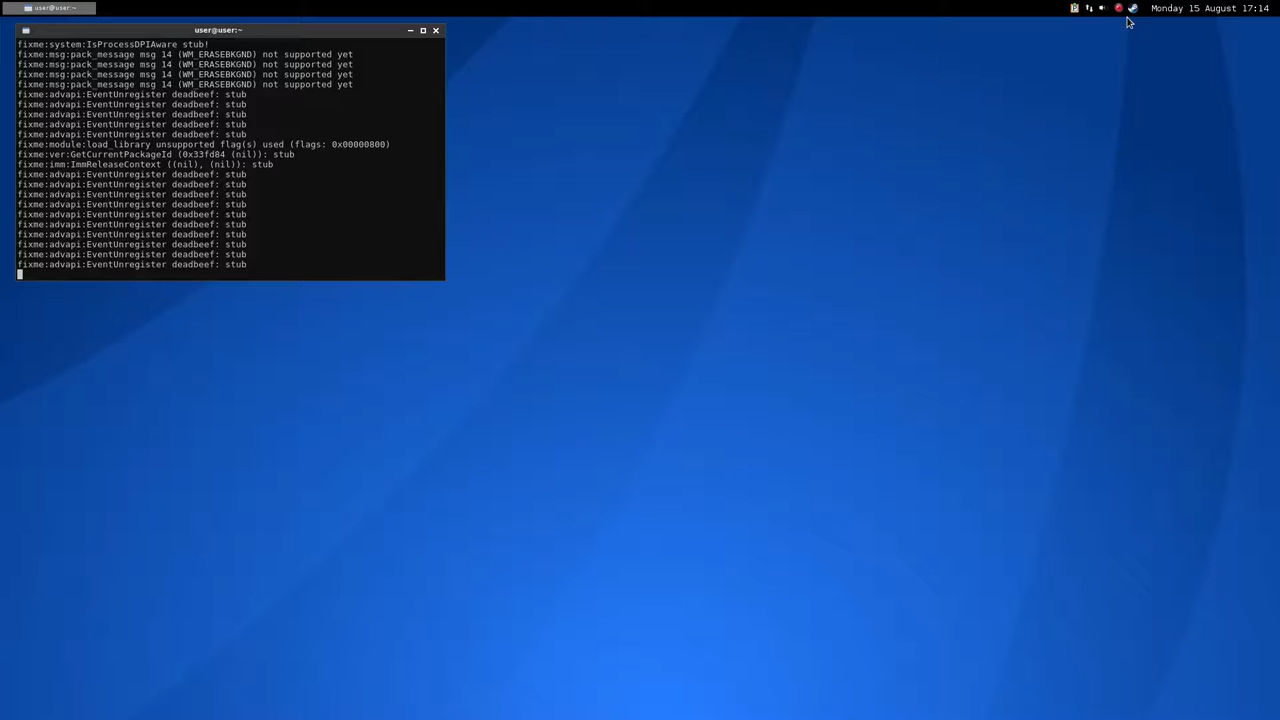 user@user:~
Monday 15 August 17:14
user@user:~
fixme:system:IsProcessDPIAware stub!
fixme:msg:pack_message msg 14 (WM_ERASEBKGND) not supported yet
fixme:msg:pack_message msg 14 (WM_ERASEBKGND) not supported yet
fixme:msg:pack_message msg 14 (WM_ERASEBKGND) not supported yet
fixme:msg:pack_message msg 14 (WM_ERASEBKGND) not supported yet
fixme:advapi:EventUnregister deadbeef: stub
fixme:advapi:EventUnregister deadbeef: stub
fixme:advapi:EventUnregister deadbeef: stub
fixme:advapi:EventUnregister deadbeef: stub
fixme:advapi:EventUnregister deadbeef: stub
fixme:module:load_library unsupported flag(s) used (flags: 0x00000800)
fixme:ver:GetCurrentPackageId (0x33fd84 (nil)): stub
fixme:imm:ImmReleaseContext ((nil), (nil)): stub
fixme:advapi:EventUnregister deadbeef: stub
fixme:advapi:EventUnregister deadbeef: stub
fixme:advapi:EventUnregister deadbeef: stub
fixme:advapi:EventUnregister deadbeef: stub
fixme:advapi:EventUnregister deadbeef: stub
fixme:advapi:EventUnregister deadbeef: stub
fixme:advapi:EventUnregister deadbeef: stub
fixme:advapi:EventUnregister deadbeef: stub
fixme:advapi:EventUnregister deadbeef: stub
fixme:advapi:EventUnregister deadbeef: stub